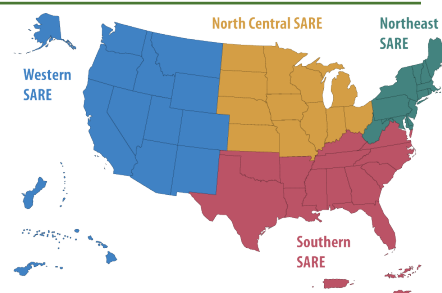 North Central SARE
Northeast
SARE
Western
SARE
Southern
SARE